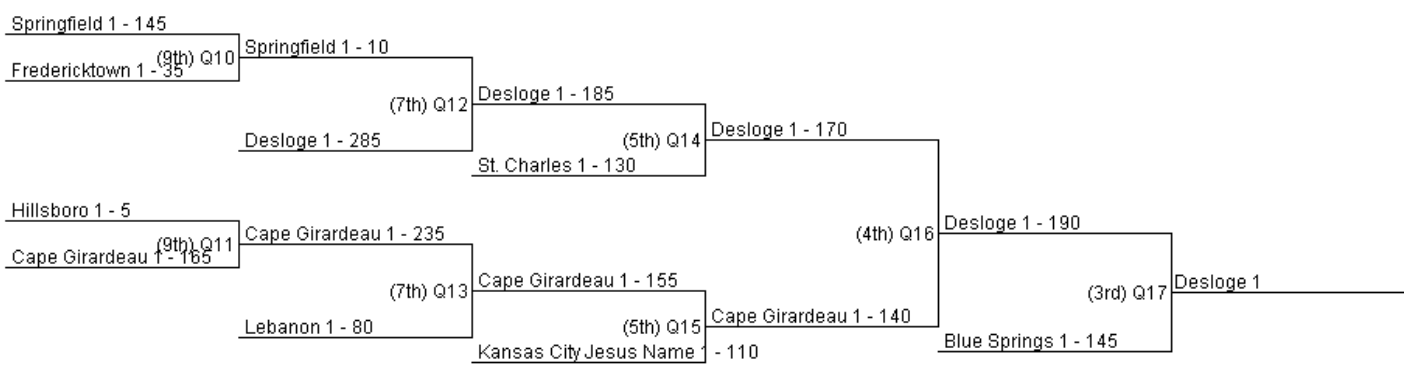 Springfield 1 - 145
(9th) Q10
Fredericktown 1 - 35
Springfield 1 - 10
(7th) Q12
Desloge 1 - 285
Desloge 1 - 185
(5th) Q14
St. Charles 1 - 130
Desloge 1 - 170
Hillsboro 1 - 5
(9th) Q11
Cape Girardeau 1 - 165
Cape Girardeau 1 - 235
(7th) Q13
Lebanon 1 - 80
Cape Girardeau 1 - 155
(5th) Q15
Kansas City Jesus Name 1 - 110
Cape Girardeau 1 - 140
(4th) Q16
Desloge 1 - 190
(3rd) Q17
Blue Springs 1 - 145
Desloge 1